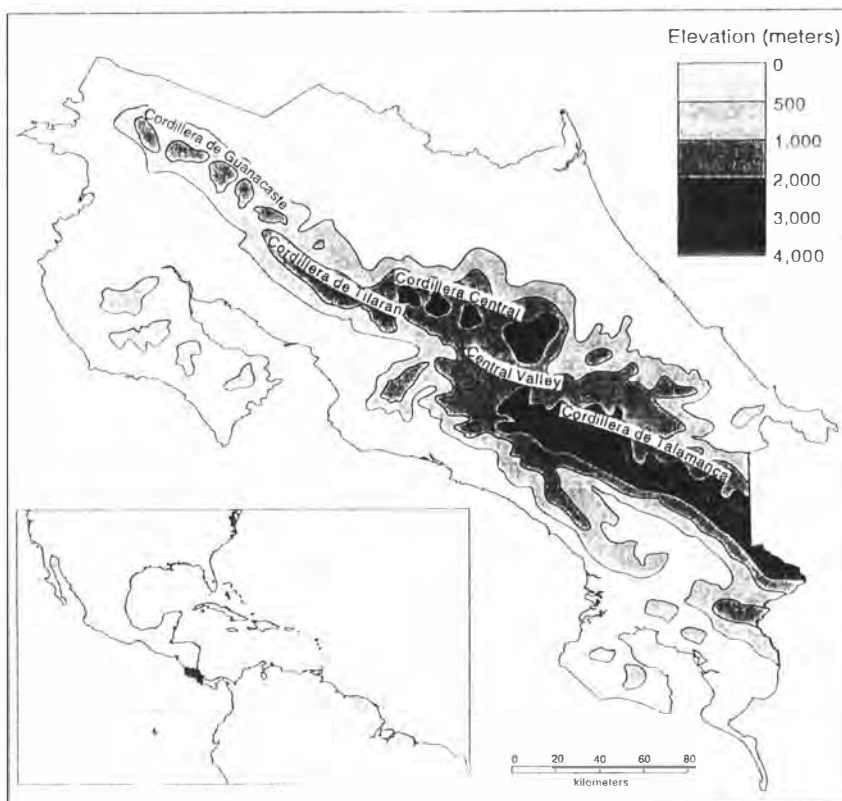 Elevation (meters)
0
500
1,000
2,000
3,000
4,000
Cordillera de Guanacaste
Cordillera de Tilaran
Cordillera Central
Central Valley
Cordillera de Talamanca
0 20 40 60 80
kilometers